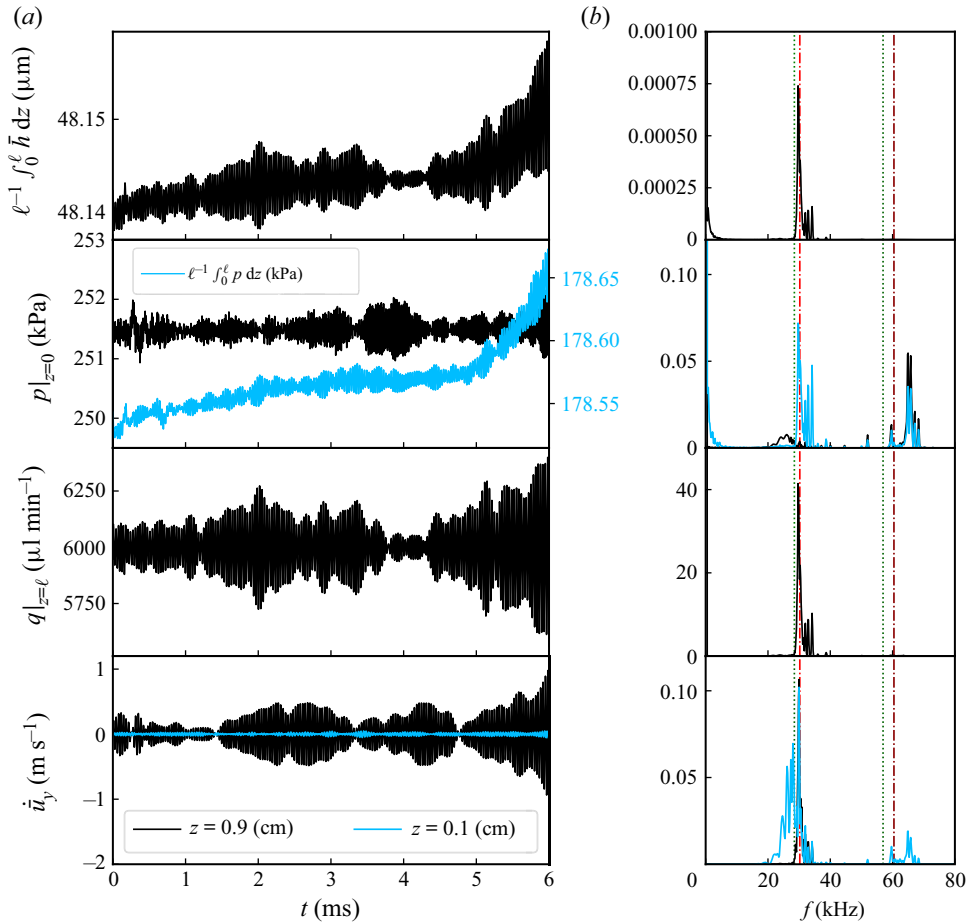 (a)
(b)
ℓ⁻¹ ∫₀^ℓ h̄ dz (μm)
48.15
48.14
0.00100
0.00075
0.00050
0.00025
0
p|z=0 (kPa)
253
252
251
250
ℓ⁻¹ ∫₀^ℓ p dz (kPa)
178.65
178.60
178.55
0.10
0.05
0
q|z=ℓ (μl min⁻¹)
6250
6000
5750
40
20
0
ǖy (m s⁻¹)
1
0
−1
−2
z = 0.9 (cm)
z = 0.1 (cm)
0.10
0.05
0 1 2 3 4 5 6
t (ms)
0 20 40 60 80
f (kHz)